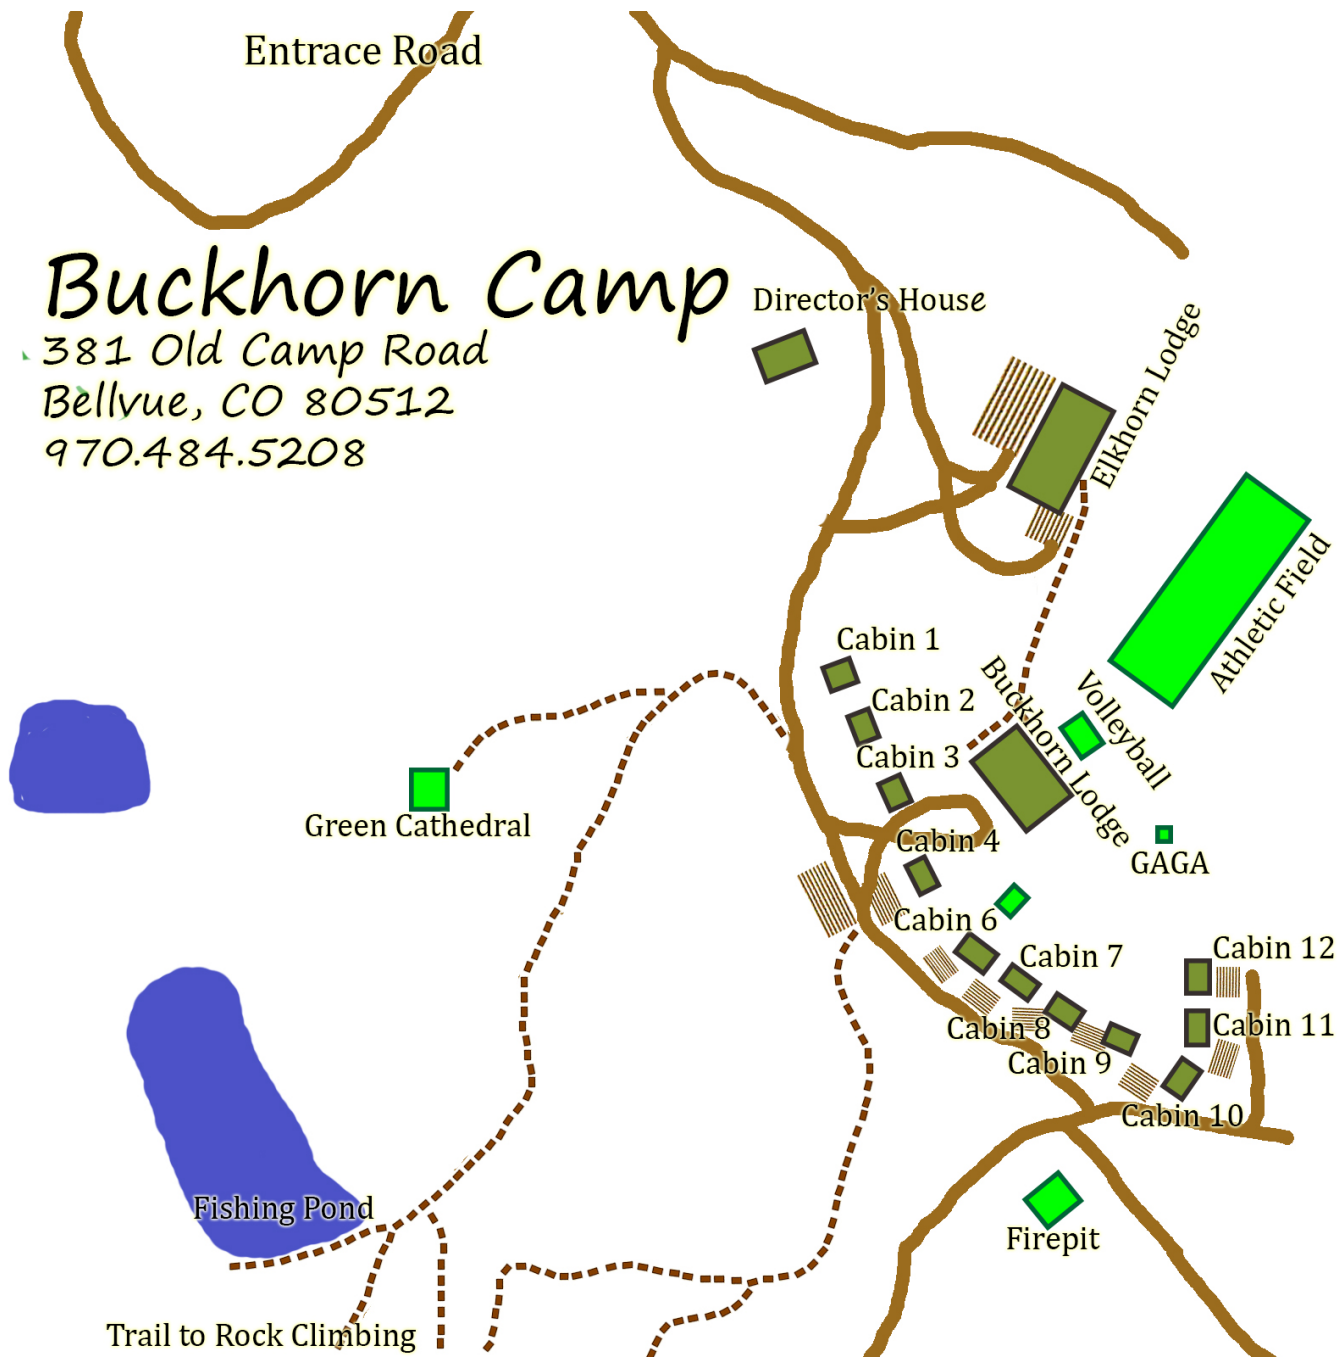 Entrace Road
Buckhorn Camp
381 Old Camp Road
Bellvue, CO 80512
970.484.5208
Director's House
Elkhorn Lodge
Athletic Field
Cabin 1
Cabin 2
Cabin 3
Buckhorn Lodge
Volleyball
Green Cathedral
Cabin 4
GAGA
Cabin 6
Cabin 7
Cabin 12
Cabin 8
Cabin 11
Cabin 9
Cabin 10
Fishing Pond
Firepit
Trail to Rock Climbing